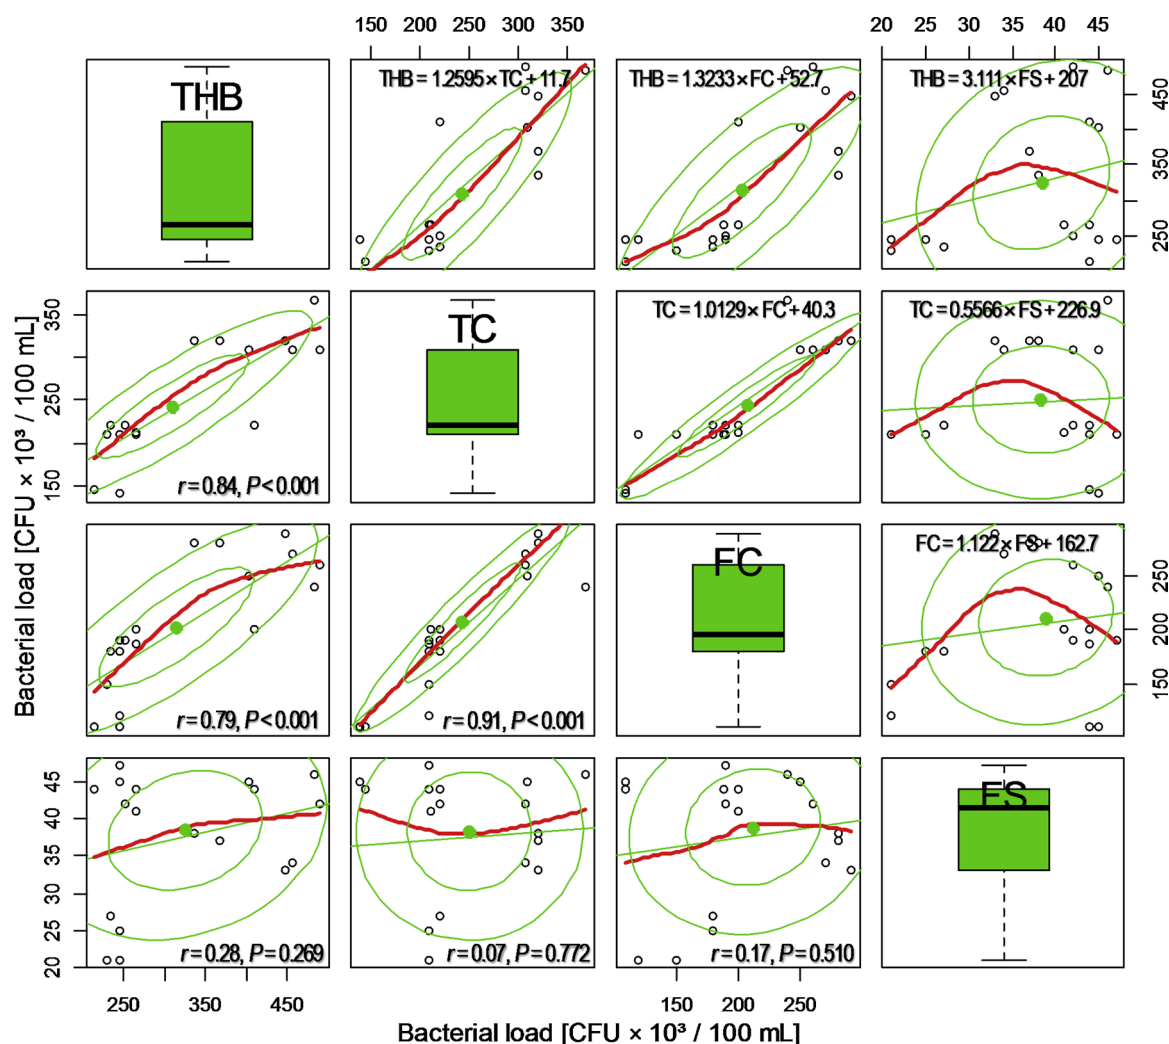 150 200 250 300 350
20 25 30 35 40 45
THB
THB = 1.2595 × TC + 11.7
THB = 1.3233 × FC + 52.7
THB = 3.111 × FS + 207
250 350 450
150 250 350
r = 0.84, P < 0.001
TC
TC = 1.0129 × FC + 40.3
TC = 0.5566 × FS + 226.9
Bacterial load [CFU × 10³ / 100 mL]
r = 0.79, P < 0.001
r = 0.91, P < 0.001
FC
FC = 1.122 × FS + 162.7
150 200 250
20 25 30 35 40 45
r = 0.28, P = 0.269
r = 0.07, P = 0.772
r = 0.17, P = 0.510
FS
250 350 450
150 200 250
Bacterial load [CFU × 10³ / 100 mL]